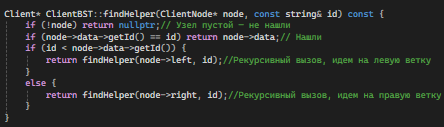 Client* ClientBST::findHelper(ClientNode* node, const string& id) const {
    if (!node) return nullptr;// Узел пустой — не нашли
    if (node->data->getId() == id) return node->data;// Нашли
    if (id < node->data->getId()) {
        return findHelper(node->left, id);//Рекурсивный вызов, идем на левую ветку
    }
    else {
        return findHelper(node->right, id);//Рекурсивный вызов, идем на правую ветку
    }
}